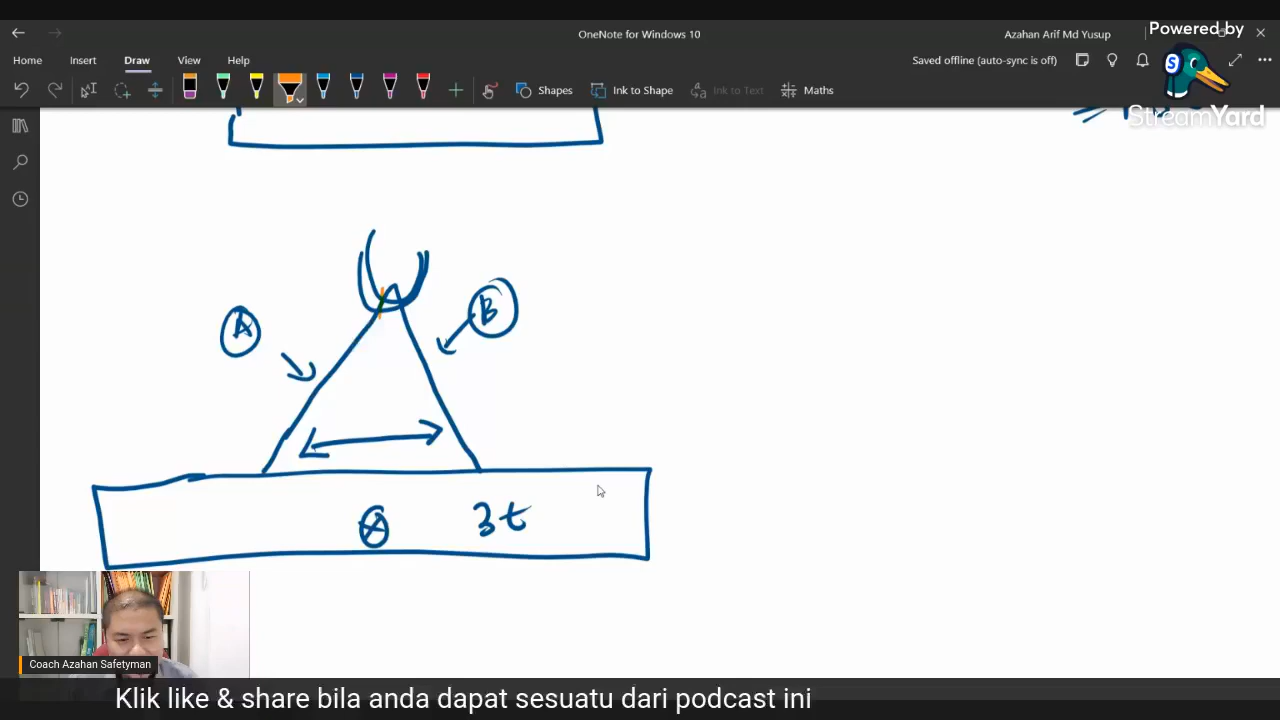 Powered by
OneNote for Windows 10
Azahan Arif Md Yusup
StreamYard
Home
Insert
Draw
View
Help
Saved offline (auto-sync is off)
Shapes
Ink to Shape
Ink to Text
Maths
A
B
3t
Coach Azahan Safetyman
Klik like & share bila anda dapat sesuatu dari podcast ini